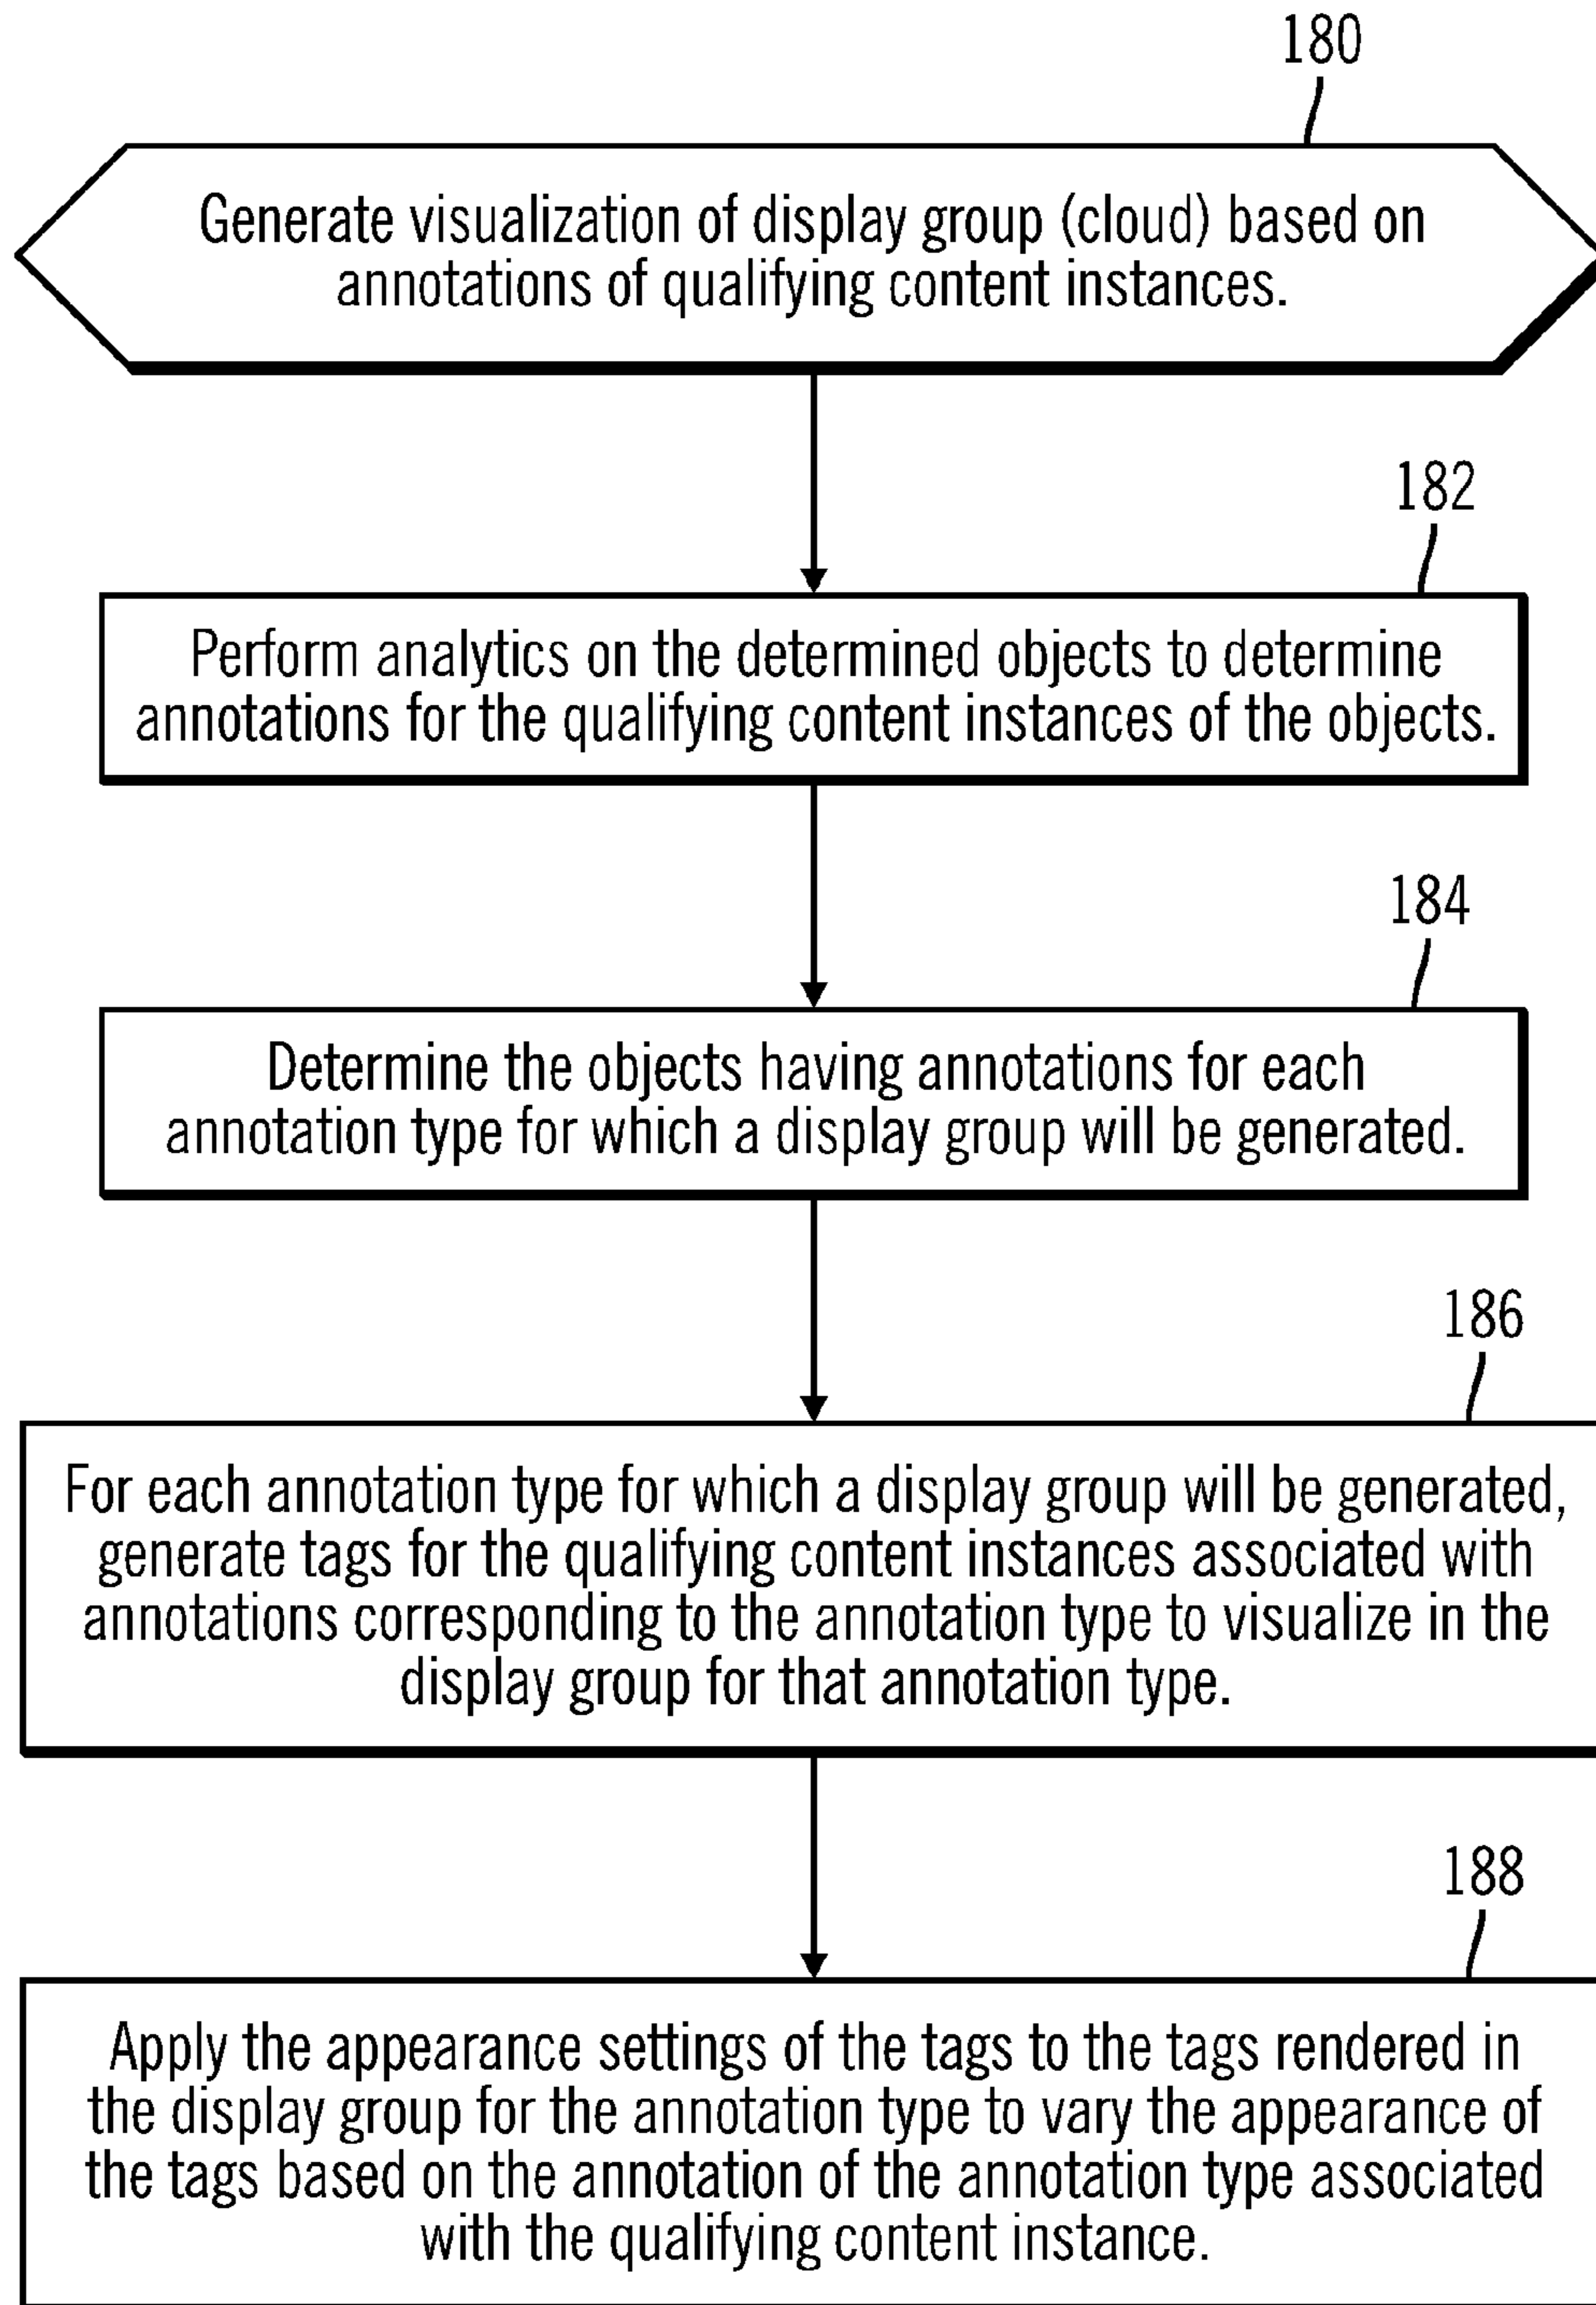 180
Generate visualization of display group (cloud) based on
annotations of qualifying content instances.
182
Perform analytics on the determined objects to determine
annotations for the qualifying content instances of the objects.
184
Determine the objects having annotations for each
annotation type for which a display group will be generated.
186
For each annotation type for which a display group will be generated,
generate tags for the qualifying content instances associated with
annotations corresponding to the annotation type to visualize in the
display group for that annotation type.
188
Apply the appearance settings of the tags to the tags rendered in
the display group for the annotation type to vary the appearance of
the tags based on the annotation of the annotation type associated
with the qualifying content instance.